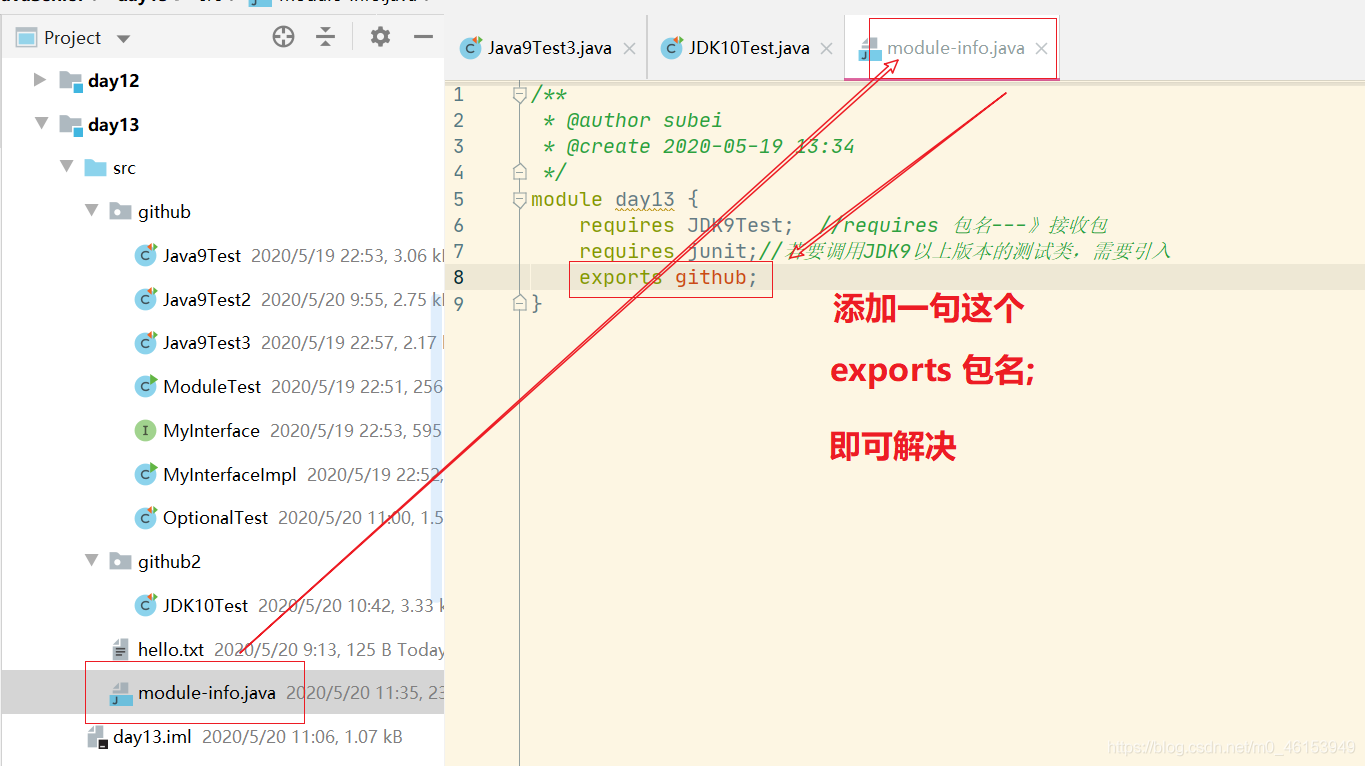 Project
day12
day13
src
github
Java9Test 2020/5/19 22:53, 3.06 k
Java9Test2 2020/5/20 9:55, 2.75 k
Java9Test3 2020/5/19 22:57, 2.17
ModuleTest 2020/5/19 22:51, 256
MyInterface 2020/5/19 22:53, 595
MyInterfaceImpl 2020/5/19 22:52,
OptionalTest 2020/5/20 11:00, 1.5
github2
JDK10Test 2020/5/20 10:42, 3.33 k
hello.txt 2020/5/20 9:13, 125 B Today
module-info.java 2020/5/20 11:35, 23
day13.iml 2020/5/20 11:06, 1.07 kB
Java9Test3.java
JDK10Test.java
module-info.java
1 /**
2 * @author subei
3 * @create 2020-05-19 13:34
4 */
5 module day13 {
6 requires JDK9Test; //requires 包名---》接收包
7 requires junit;//若要调用JDK9以上版本的测试类，需要引入
8 exports github;
9 }
添加一句这个
exports 包名;
即可解决
https://blog.csdn.net/m0_46153949